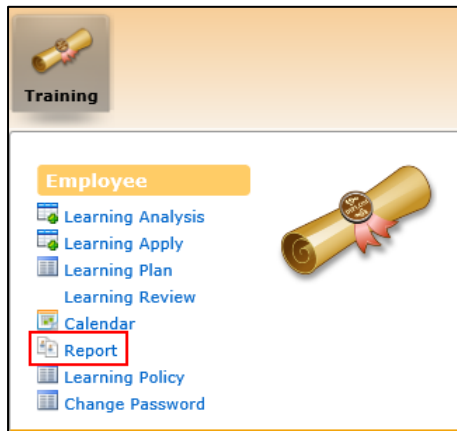 Training
Employee
Learning Analysis
Learning Apply
Learning Plan
Learning Review
Calendar
Report
Learning Policy
Change Password